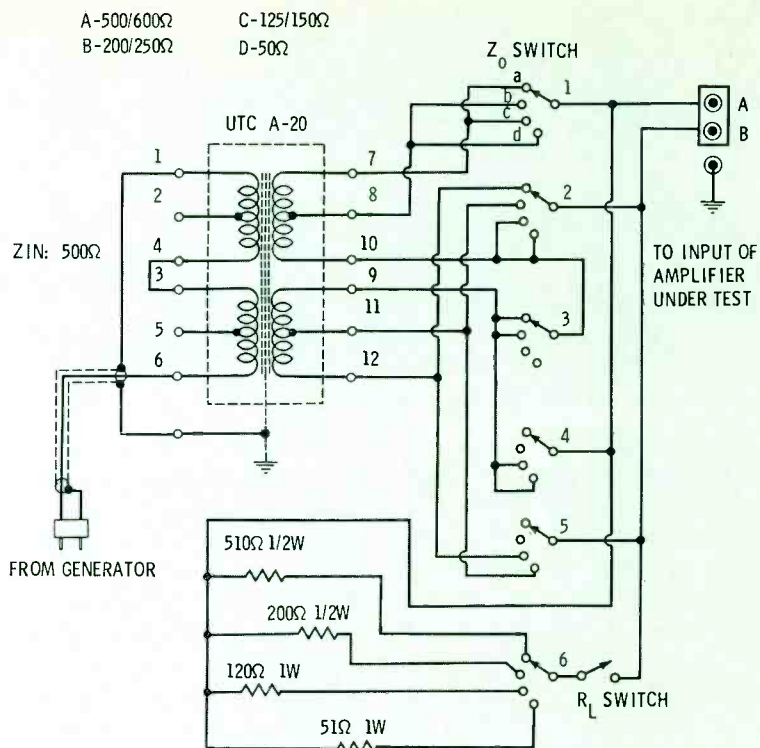 A-500/600Ω C-125/150Ω
B-200/250Ω D-50Ω
Z₀ SWITCH
a
b
c
d
1
A
B
UTC A-20
1
2
4
3
5
6
7
8
10
9
11
12
2
3
4
5
ZIN: 500Ω
TO INPUT OF
AMPLIFIER
UNDER TEST
FROM GENERATOR
510Ω 1/2W
200Ω 1/2W
120Ω 1W
51Ω 1W
6
R_L SWITCH